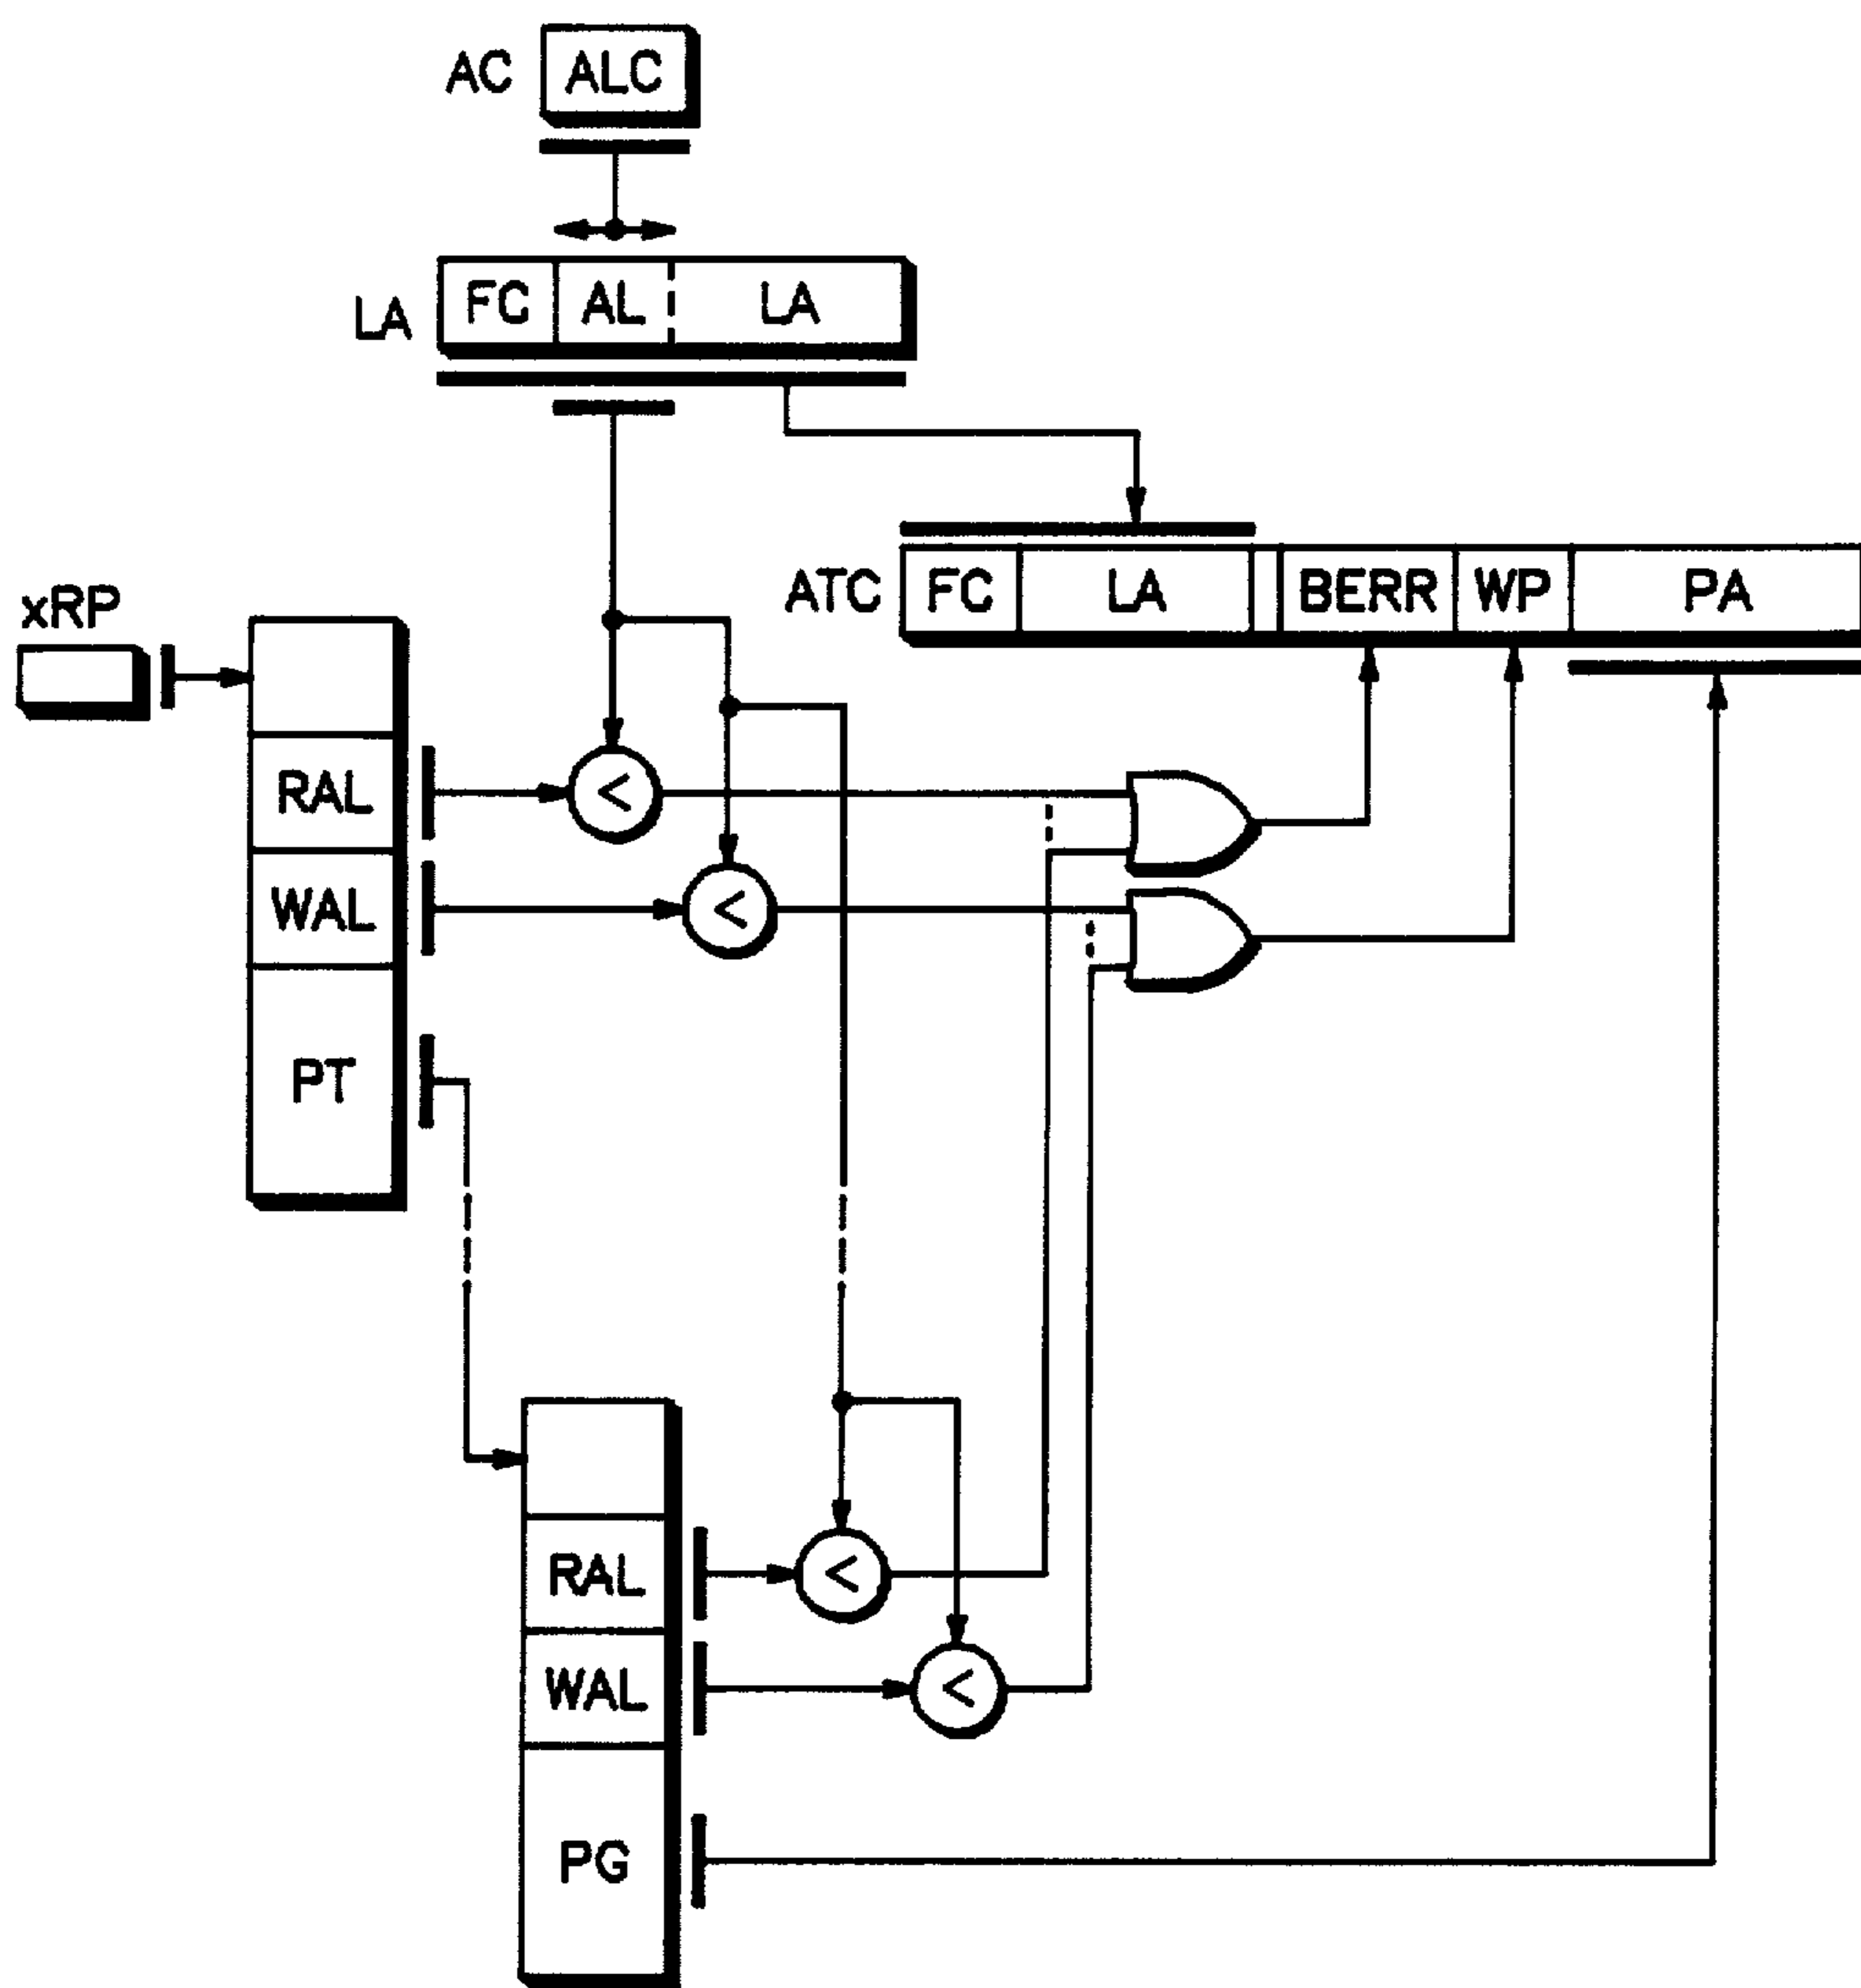 AC ALC
LA FC AL LA
ATC FC LA BERR WP PA
xRP
RAL <
WAL <
PT
RAL <
WAL <
PG